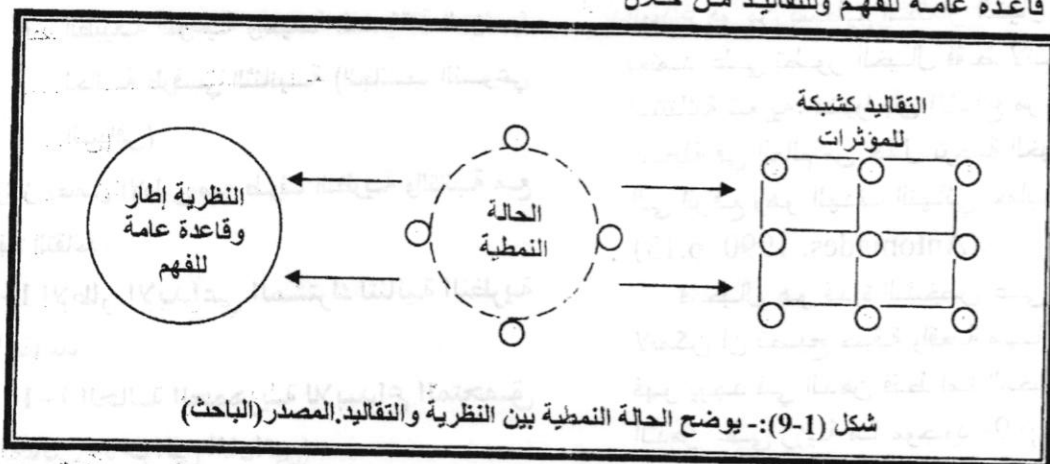 قاعدة عامة للفهم وللتقاليد من خلال
التقاليد كشبكة
للمؤثرات
الحالة
النمطية
النظرية إطار
وقاعدة عامة
للفهم
شكل (1-9):- يوضح الحالة النمطية بين النظرية والتقاليد.المصدر(الباحث)